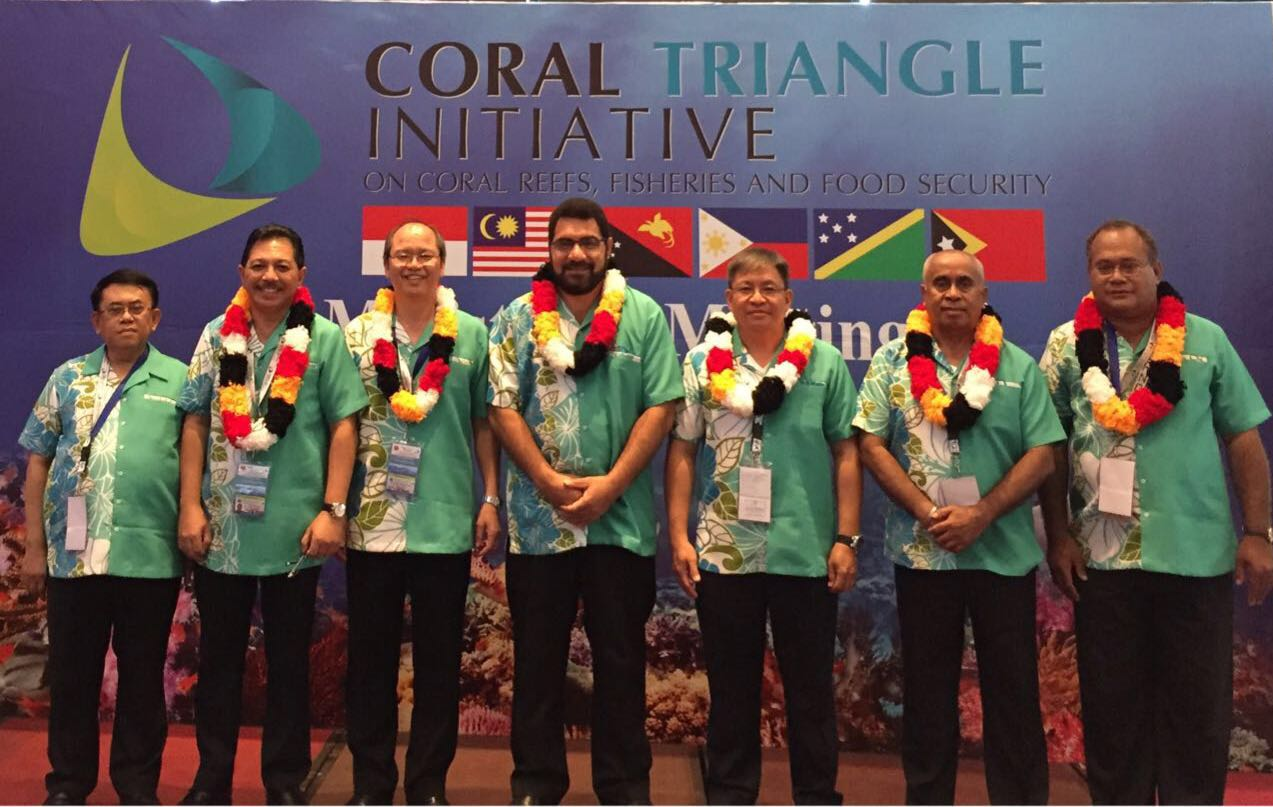 CORAL TRIANGLE
INITIATIVE
ON CORAL REEFS, FISHERIES AND FOOD SECURITY